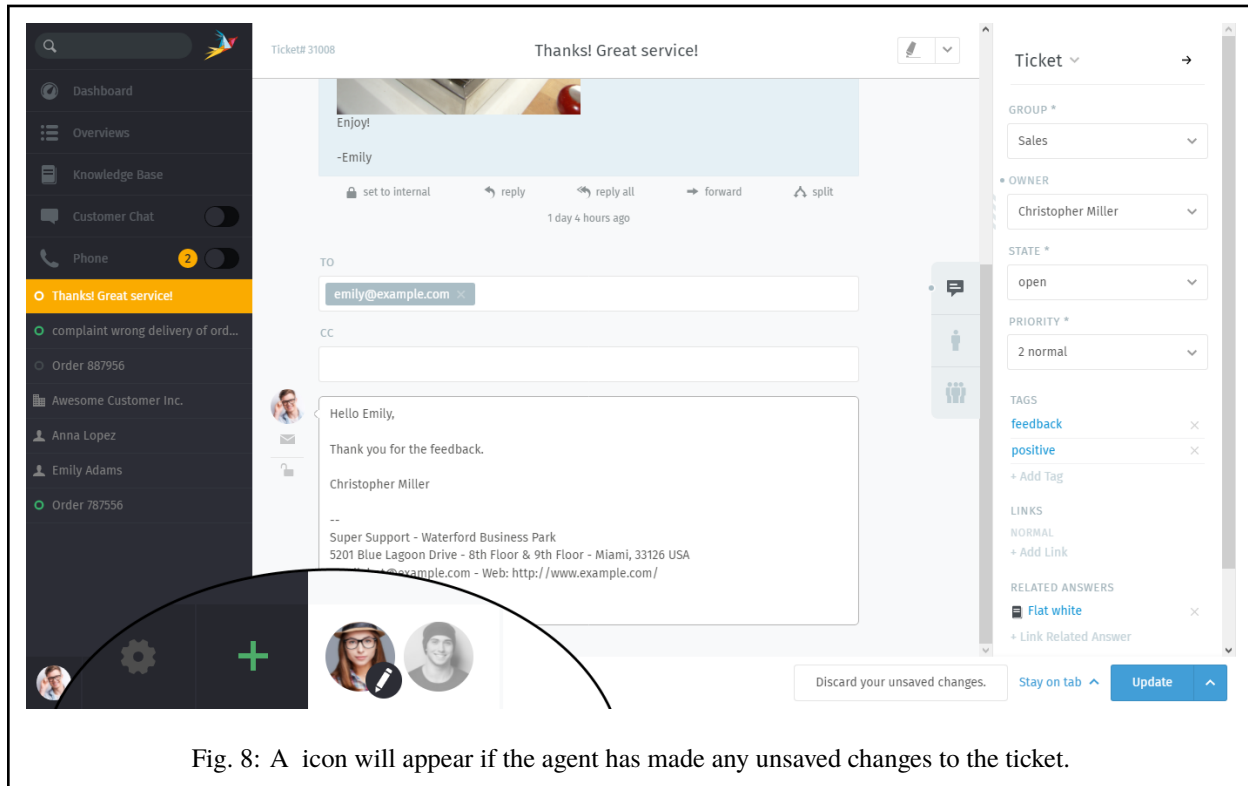 Ticket# 31008
Thanks! Great service!
Dashboard
Overviews
Knowledge Base
Customer Chat
Phone
2
Thanks! Great service!
complaint wrong delivery of ord...
Order 887956
Awesome Customer Inc.
Anna Lopez
Emily Adams
Order 787556
Enjoy!
-Emily
set to internal reply reply all forward split
1 day 4 hours ago
TO
emily@example.com ×
CC
Hello Emily,
Thank you for the feedback.
Christopher Miller
--
Super Support - Waterford Business Park
5201 Blue Lagoon Drive - 8th Floor & 9th Floor - Miami, 33126 USA
@example.com - Web: http://www.example.com/
Ticket
GROUP *
Sales
OWNER
Christopher Miller
STATE *
open
PRIORITY *
2 normal
TAGS
feedback ×
positive ×
+ Add Tag
LINKS
NORMAL
+ Add Link
RELATED ANSWERS
Flat white ×
+ Link Related Answer
Discard your unsaved changes.
Stay on tab
Update
Fig. 8: A icon will appear if the agent has made any unsaved changes to the ticket.